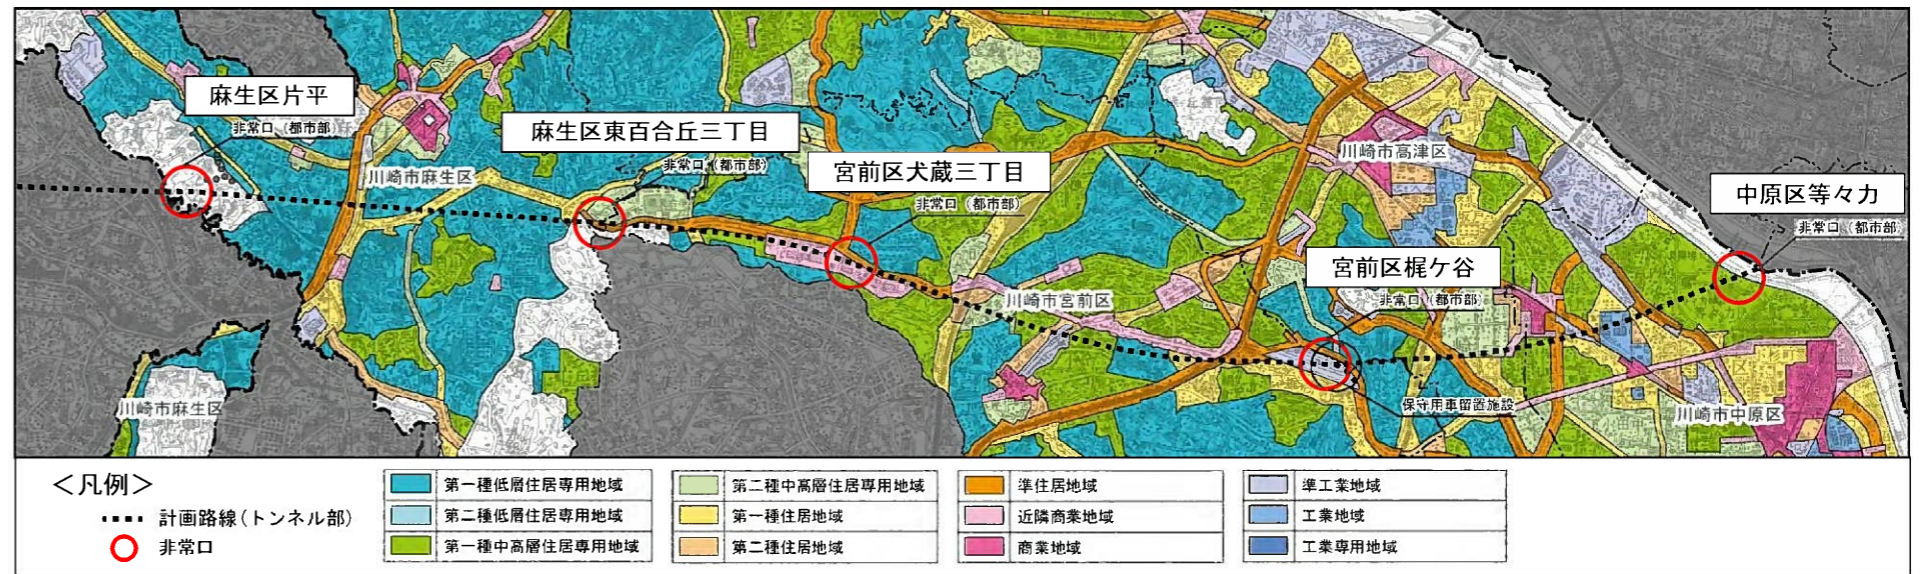 麻生区片平
非常口（都市部）
麻生区東百合丘三丁目
非常口（都市部）
宮前区犬蔵三丁目
非常口（都市部）
川崎市高津区
中原区等々力
非常口（都市部）
川崎市麻生区
宮前区梶ケ谷
非常口（都市部）
川崎市宮前区
保守用車留置施設
川崎市麻生区
川崎市中原区
＜凡例＞
計画路線（トンネル部）
非常口
第一種低層住居専用地域
第二種低層住居専用地域
第一種中高層住居専用地域
第二種中高層住居専用地域
第一種住居地域
第二種住居地域
準住居地域
近隣商業地域
商業地域
準工業地域
工業地域
工業専用地域